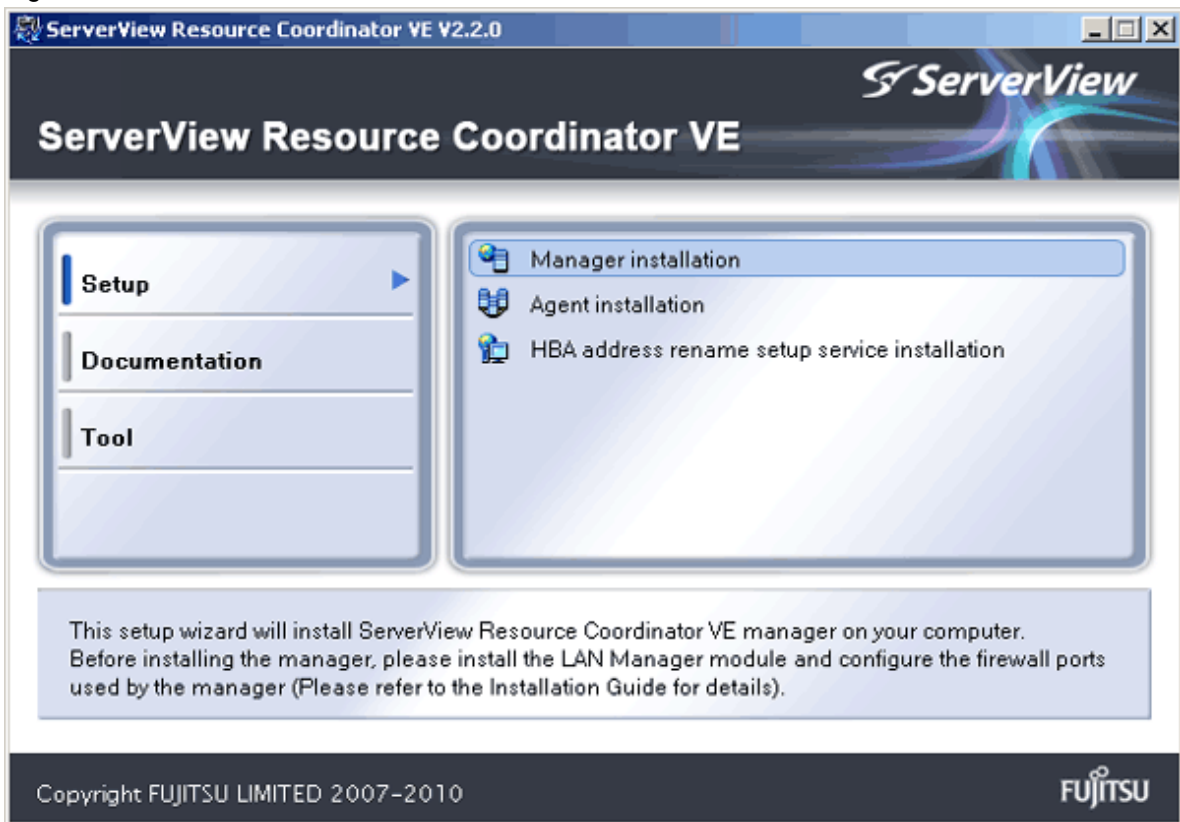 ServerView Resource Coordinator VE V2.2.0
ServerView
ServerView Resource Coordinator VE
Setup
Documentation
Tool
Manager installation
Agent installation
HBA address rename setup service installation
This setup wizard will install ServerView Resource Coordinator VE manager on your computer.
Before installing the manager, please install the LAN Manager module and configure the firewall ports
used by the manager (Please refer to the Installation Guide for details).
Copyright FUJITSU LIMITED 2007-2010
FUJITSU